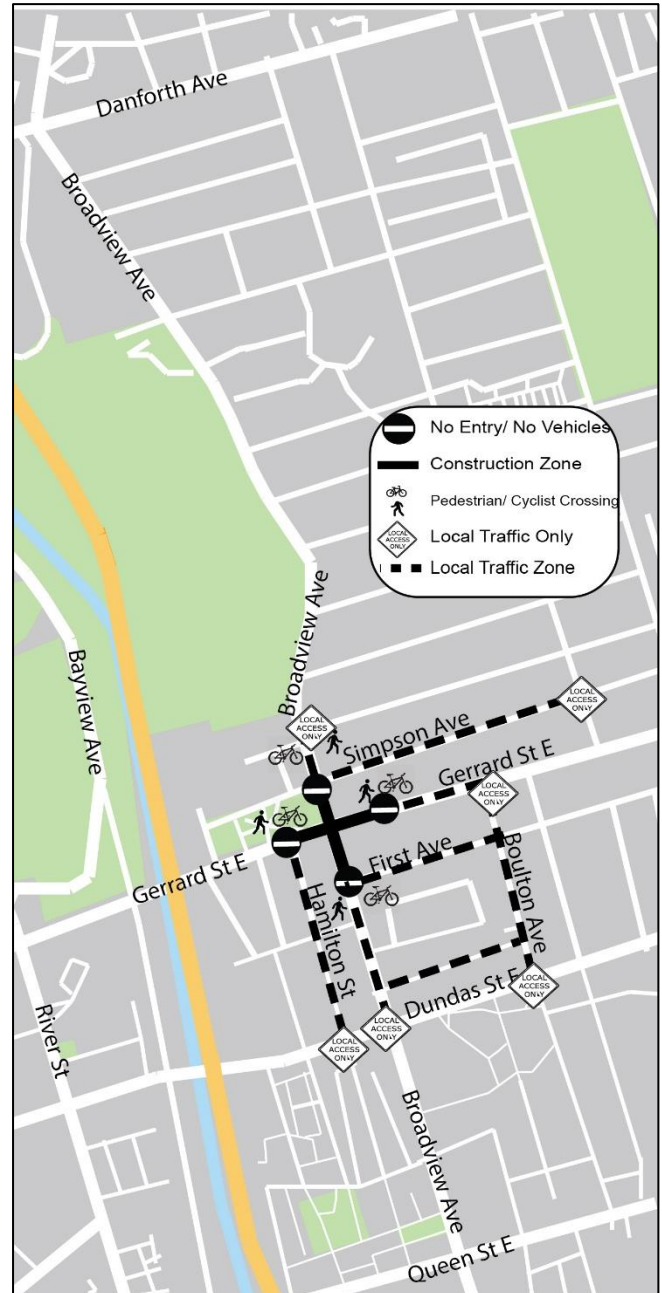 Danforth Ave
Broadview Ave
No Entry/ No Vehicles
Construction Zone
Pedestrian/ Cyclist Crossing
LOCAL
ACCESS
ONLY
Local Traffic Only
Local Traffic Zone
Broadview Ave
Bayview Ave
LOCAL
ACCESS
ONLY
LOCAL
ACCESS
ONLY
Simpson Ave
Gerrard St E
LOCAL
ACCESS
ONLY
Gerrard St E
First Ave
Boulton Ave
Hamilton St
LOCAL
ACCESS
ONLY
Dundas St E
River St
LOCAL
ACCESS
ONLY
LOCAL
ACCESS
ONLY
Broadview Ave
Queen St E